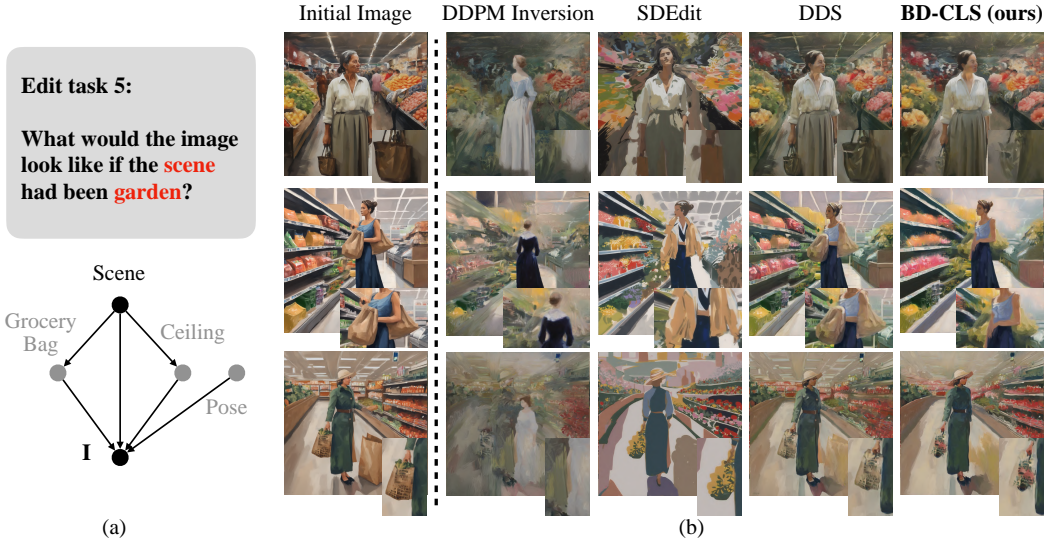 Initial Image
DDPM Inversion
SDEdit
DDS
BD-CLS (ours)
Edit task 5:
What would the image
look like if the scene
had been garden?
Scene
Grocery
Bag
Ceiling
Pose
I
(a)
(b)